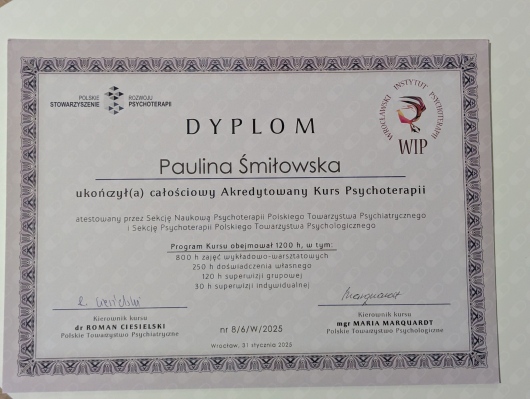 POLSKIE STOWARZYSZENIE
ROZWOJU PSYCHOTERAPII
WROCŁAWSKI INSTYTUT PSYCHOTERAPII
WIP
DYPLOM
Paulina Śmiłowska
ukończył(a) całościowy Akredytowany Kurs Psychoterapii
atestowany przez Sekcję Naukową Psychoterapii Polskiego Towarzystwa Psychiatrycznego
i Sekcję Psychoterapii Polskiego Towarzystwa Psychologicznego
Program Kursu obejmował 1200 h, w tym:
800 h zajęć wykładowo-warsztatowych
250 h doświadczenia własnego
120 h superwizji grupowej
30 h superwizji indywidualnej
Marquardt
Kierownik kursu
dr ROMAN CIESIELSKI
Polskie Towarzystwo Psychiatryczne
nr 8/6/W/2025
Kierownik kursu
mgr MARIA MARQUARDT
Polskie Towarzystwo Psychologiczne
Wrocław, 31 stycznia 2025